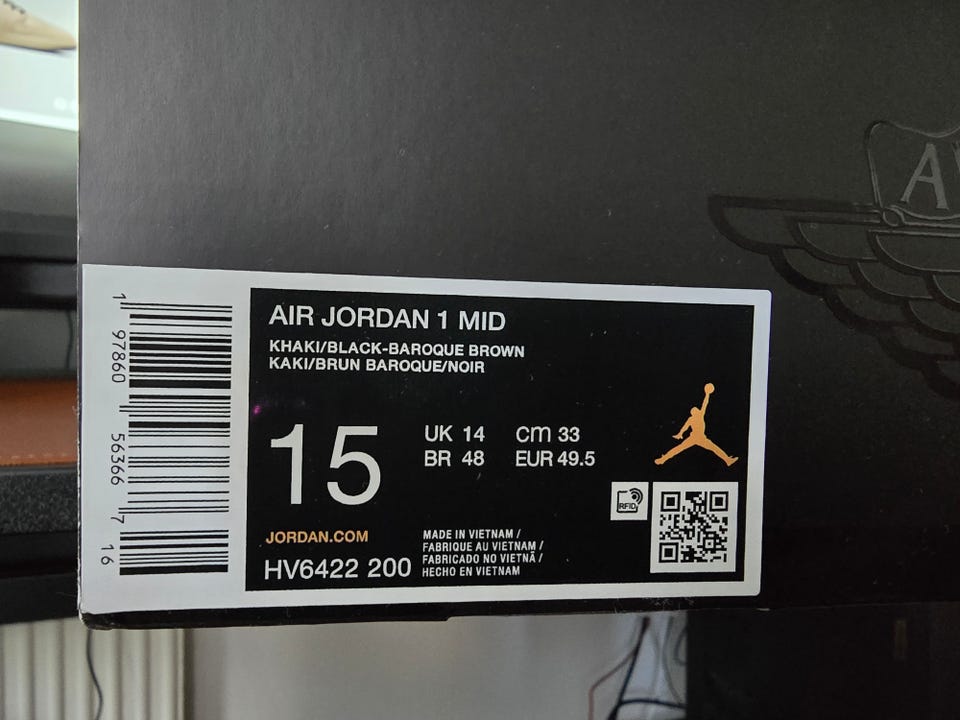 AIR JORDAN 1 MID
KHAKI/BLACK-BAROQUE BROWN
KAKI/BRUN BAROQUE/NOIR
15
UK 14
cm 33
BR 48
EUR 49.5
RFID
JORDAN.COM
HV6422 200
MADE IN VIETNAM /
FABRIQUE AU VIETNAM /
FABRICADO NO VIETNÃ /
HECHO EN VIETNAM
1 97860 56366 7 16